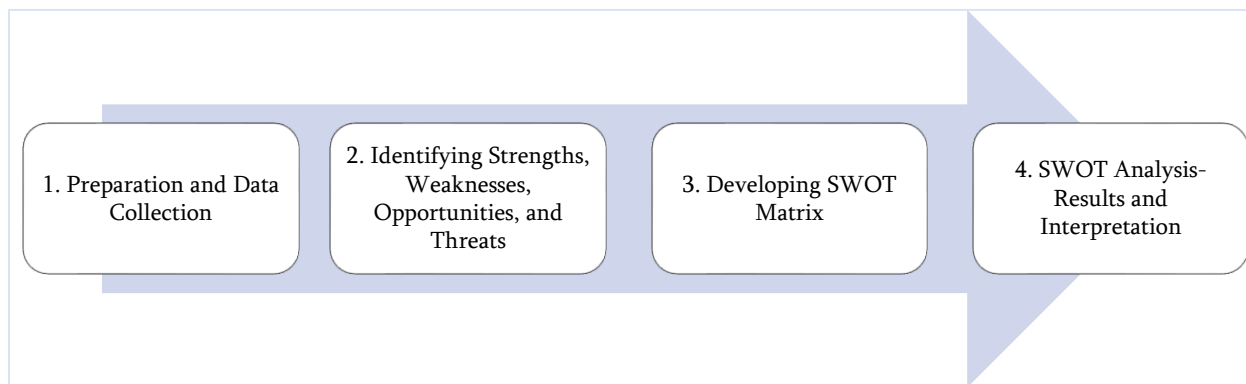 1. Preparation and Data
Collection
2. Identifying Strengths,
Weaknesses,
Opportunities, and
Threats
3. Developing SWOT
Matrix
4. SWOT Analysis-
Results and
Interpretation